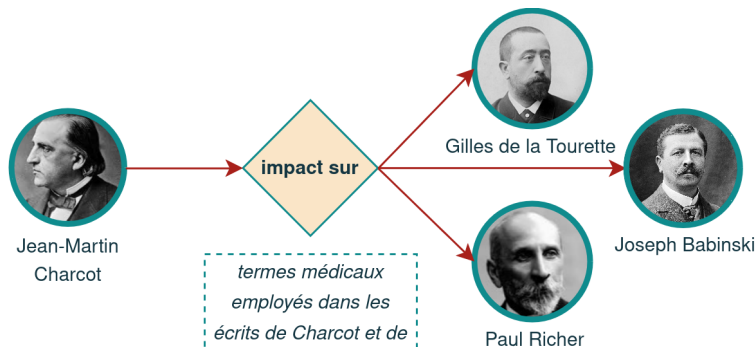 Jean-Martin
Charcot
impact sur
termes médicaux
employés dans les
écrits de Charcot et de
Gilles de la Tourette
Joseph Babinski
Paul Richer